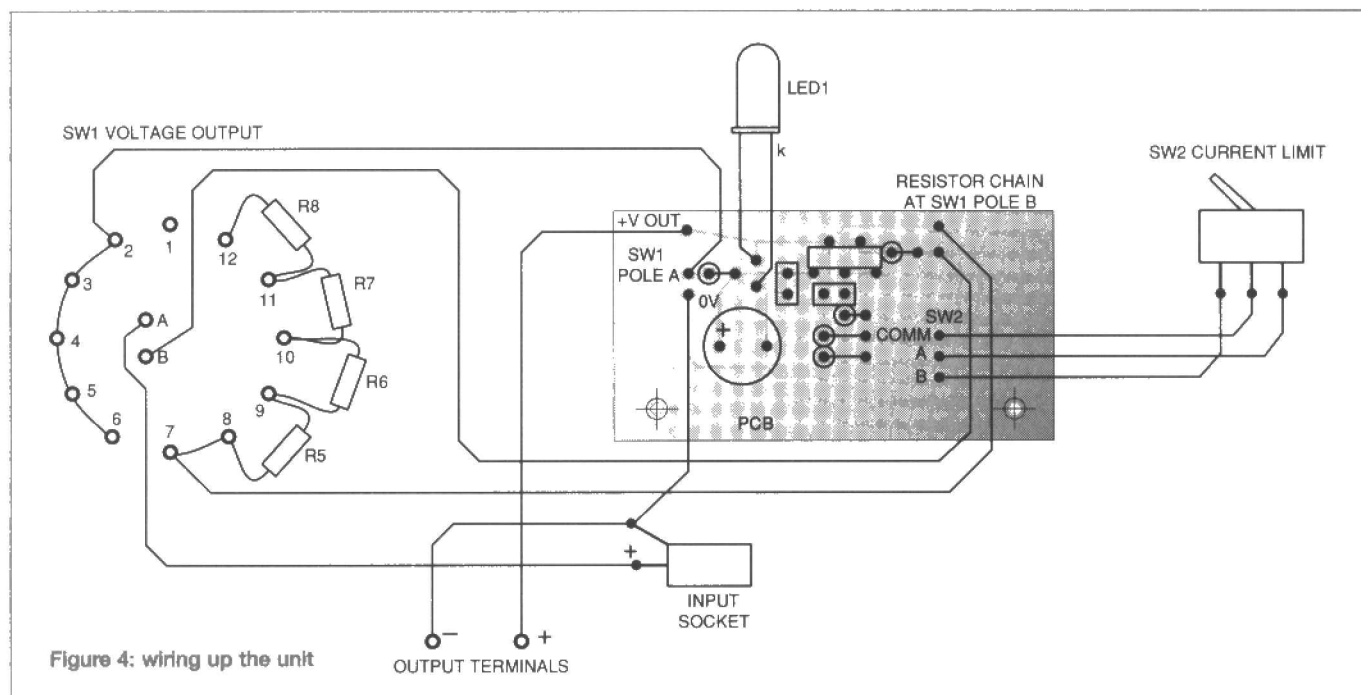 LED1
SW1 VOLTAGE OUTPUT
k
SW2 CURRENT LIMIT
RESISTOR CHAIN
AT SW1 POLE B
+V OUT
SW1
POLE A
0V
+
SW2
COMM
A
B
PCB
1
2
3
4
5
6
7
8
9
10
11
12
A
B
R8
R7
R6
R5
+
INPUT
SOCKET
− +
OUTPUT TERMINALS
Figure 4: wiring up the unit